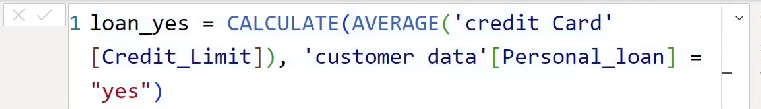 1 loan_yes = CALCULATE(AVERAGE('credit Card'
[Credit_Limit]), 'customer data'[Personal_loan] =
"yes")